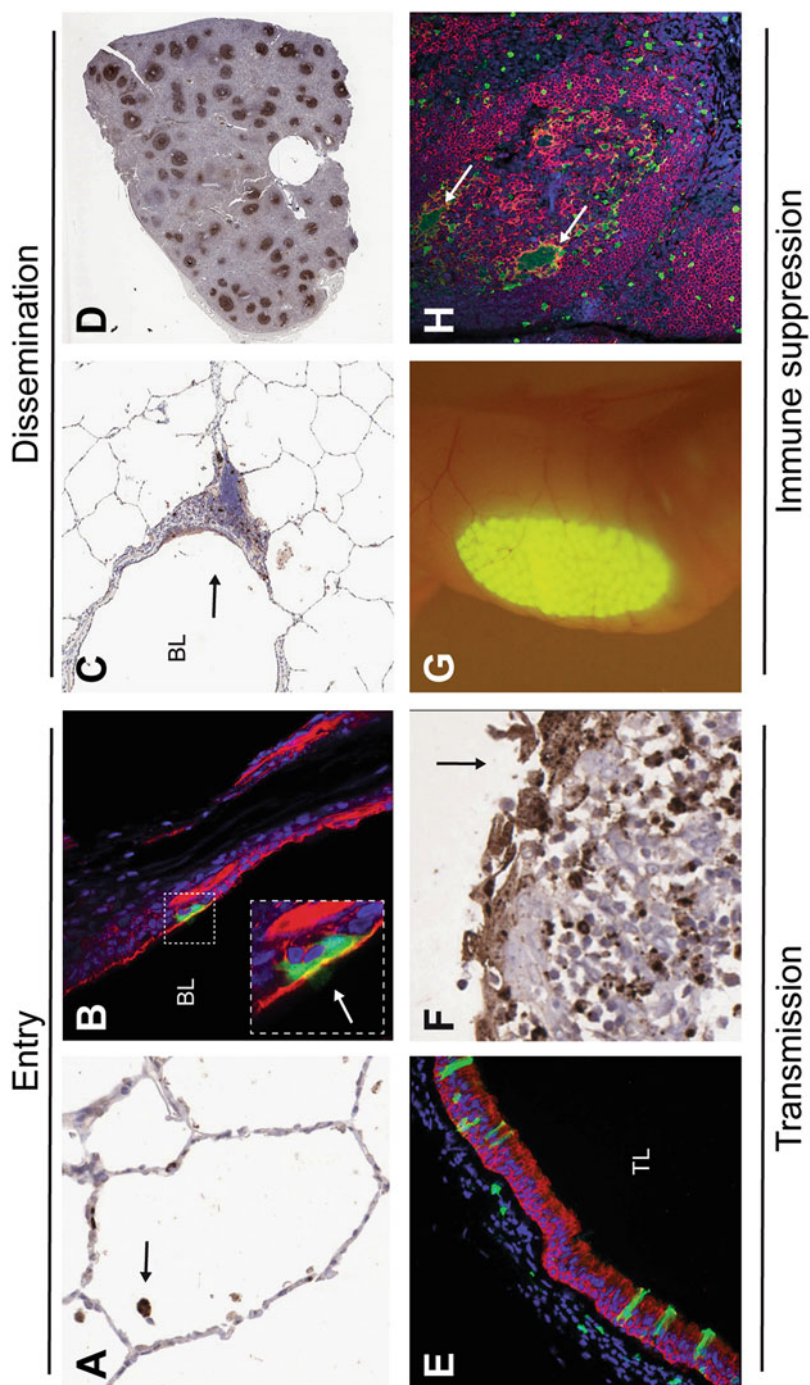 Entry
Dissemination
A
B
BL
C
BL
D
E
TL
F
G
H
Transmission
Immune suppression